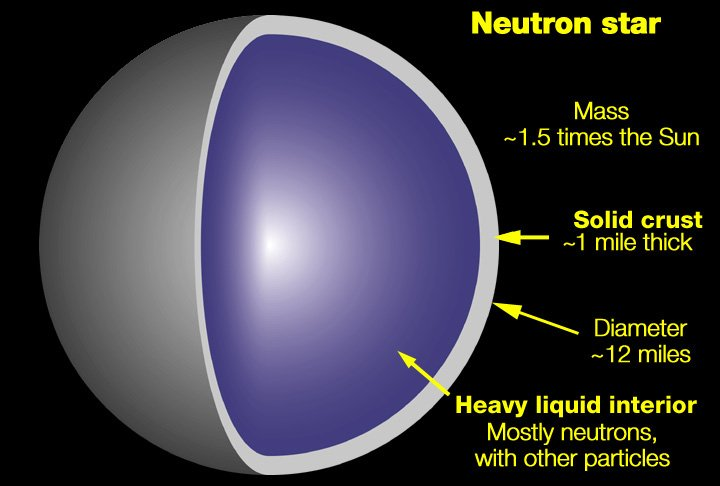 Neutron star
Mass
~1.5 times the Sun
Solid crust
~1 mile thick
Diameter
~12 miles
Heavy liquid interior
Mostly neutrons,
with other particles